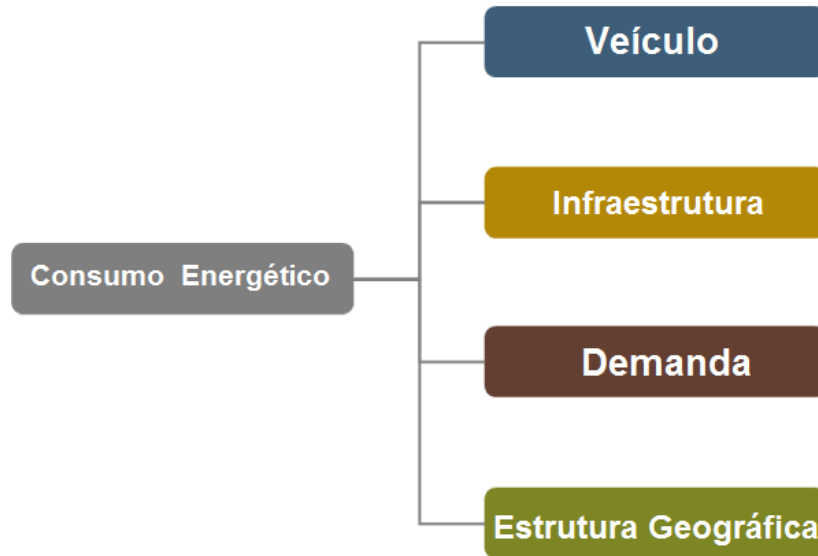 Veículo
Infraestrutura
Consumo Energético
Demanda
Estrutura Geográfica